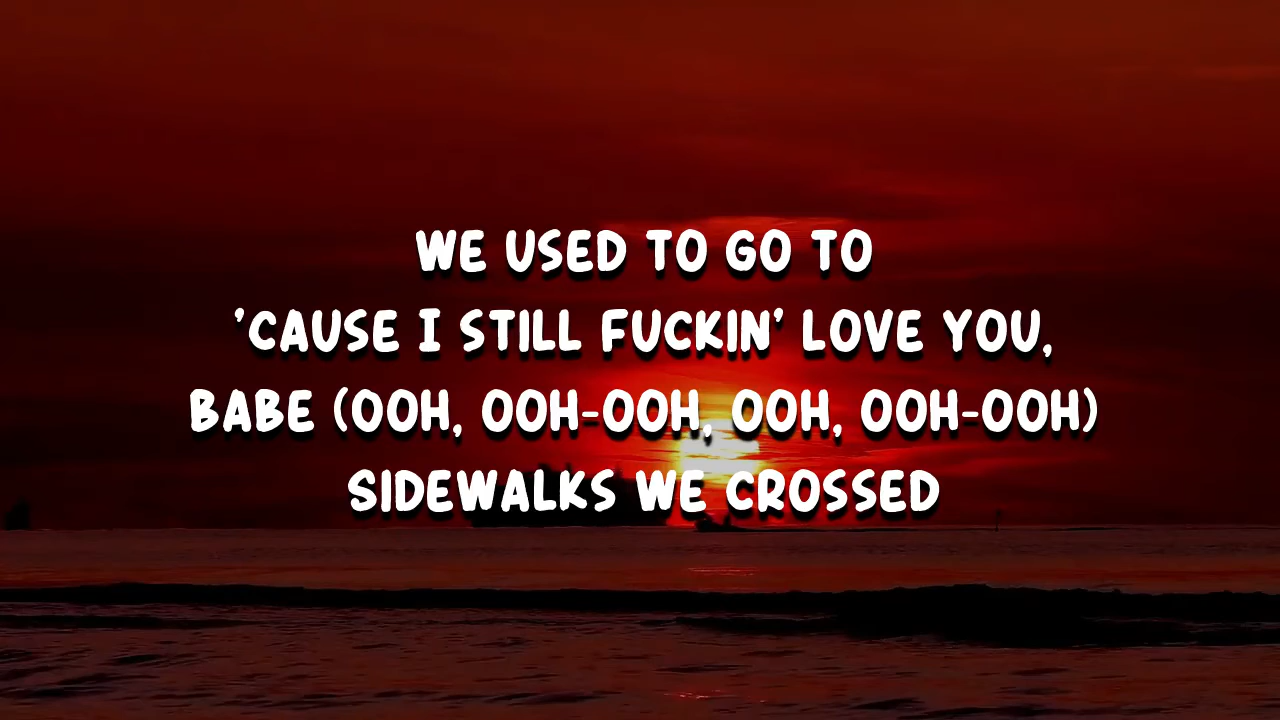 WE USED TO GO TO
'CAUSE I STILL FUCKIN' LOVE YOU,
BABE (OOH, OOH-OOH, OOH, OOH-OOH)
SIDEWALKS WE CROSSED